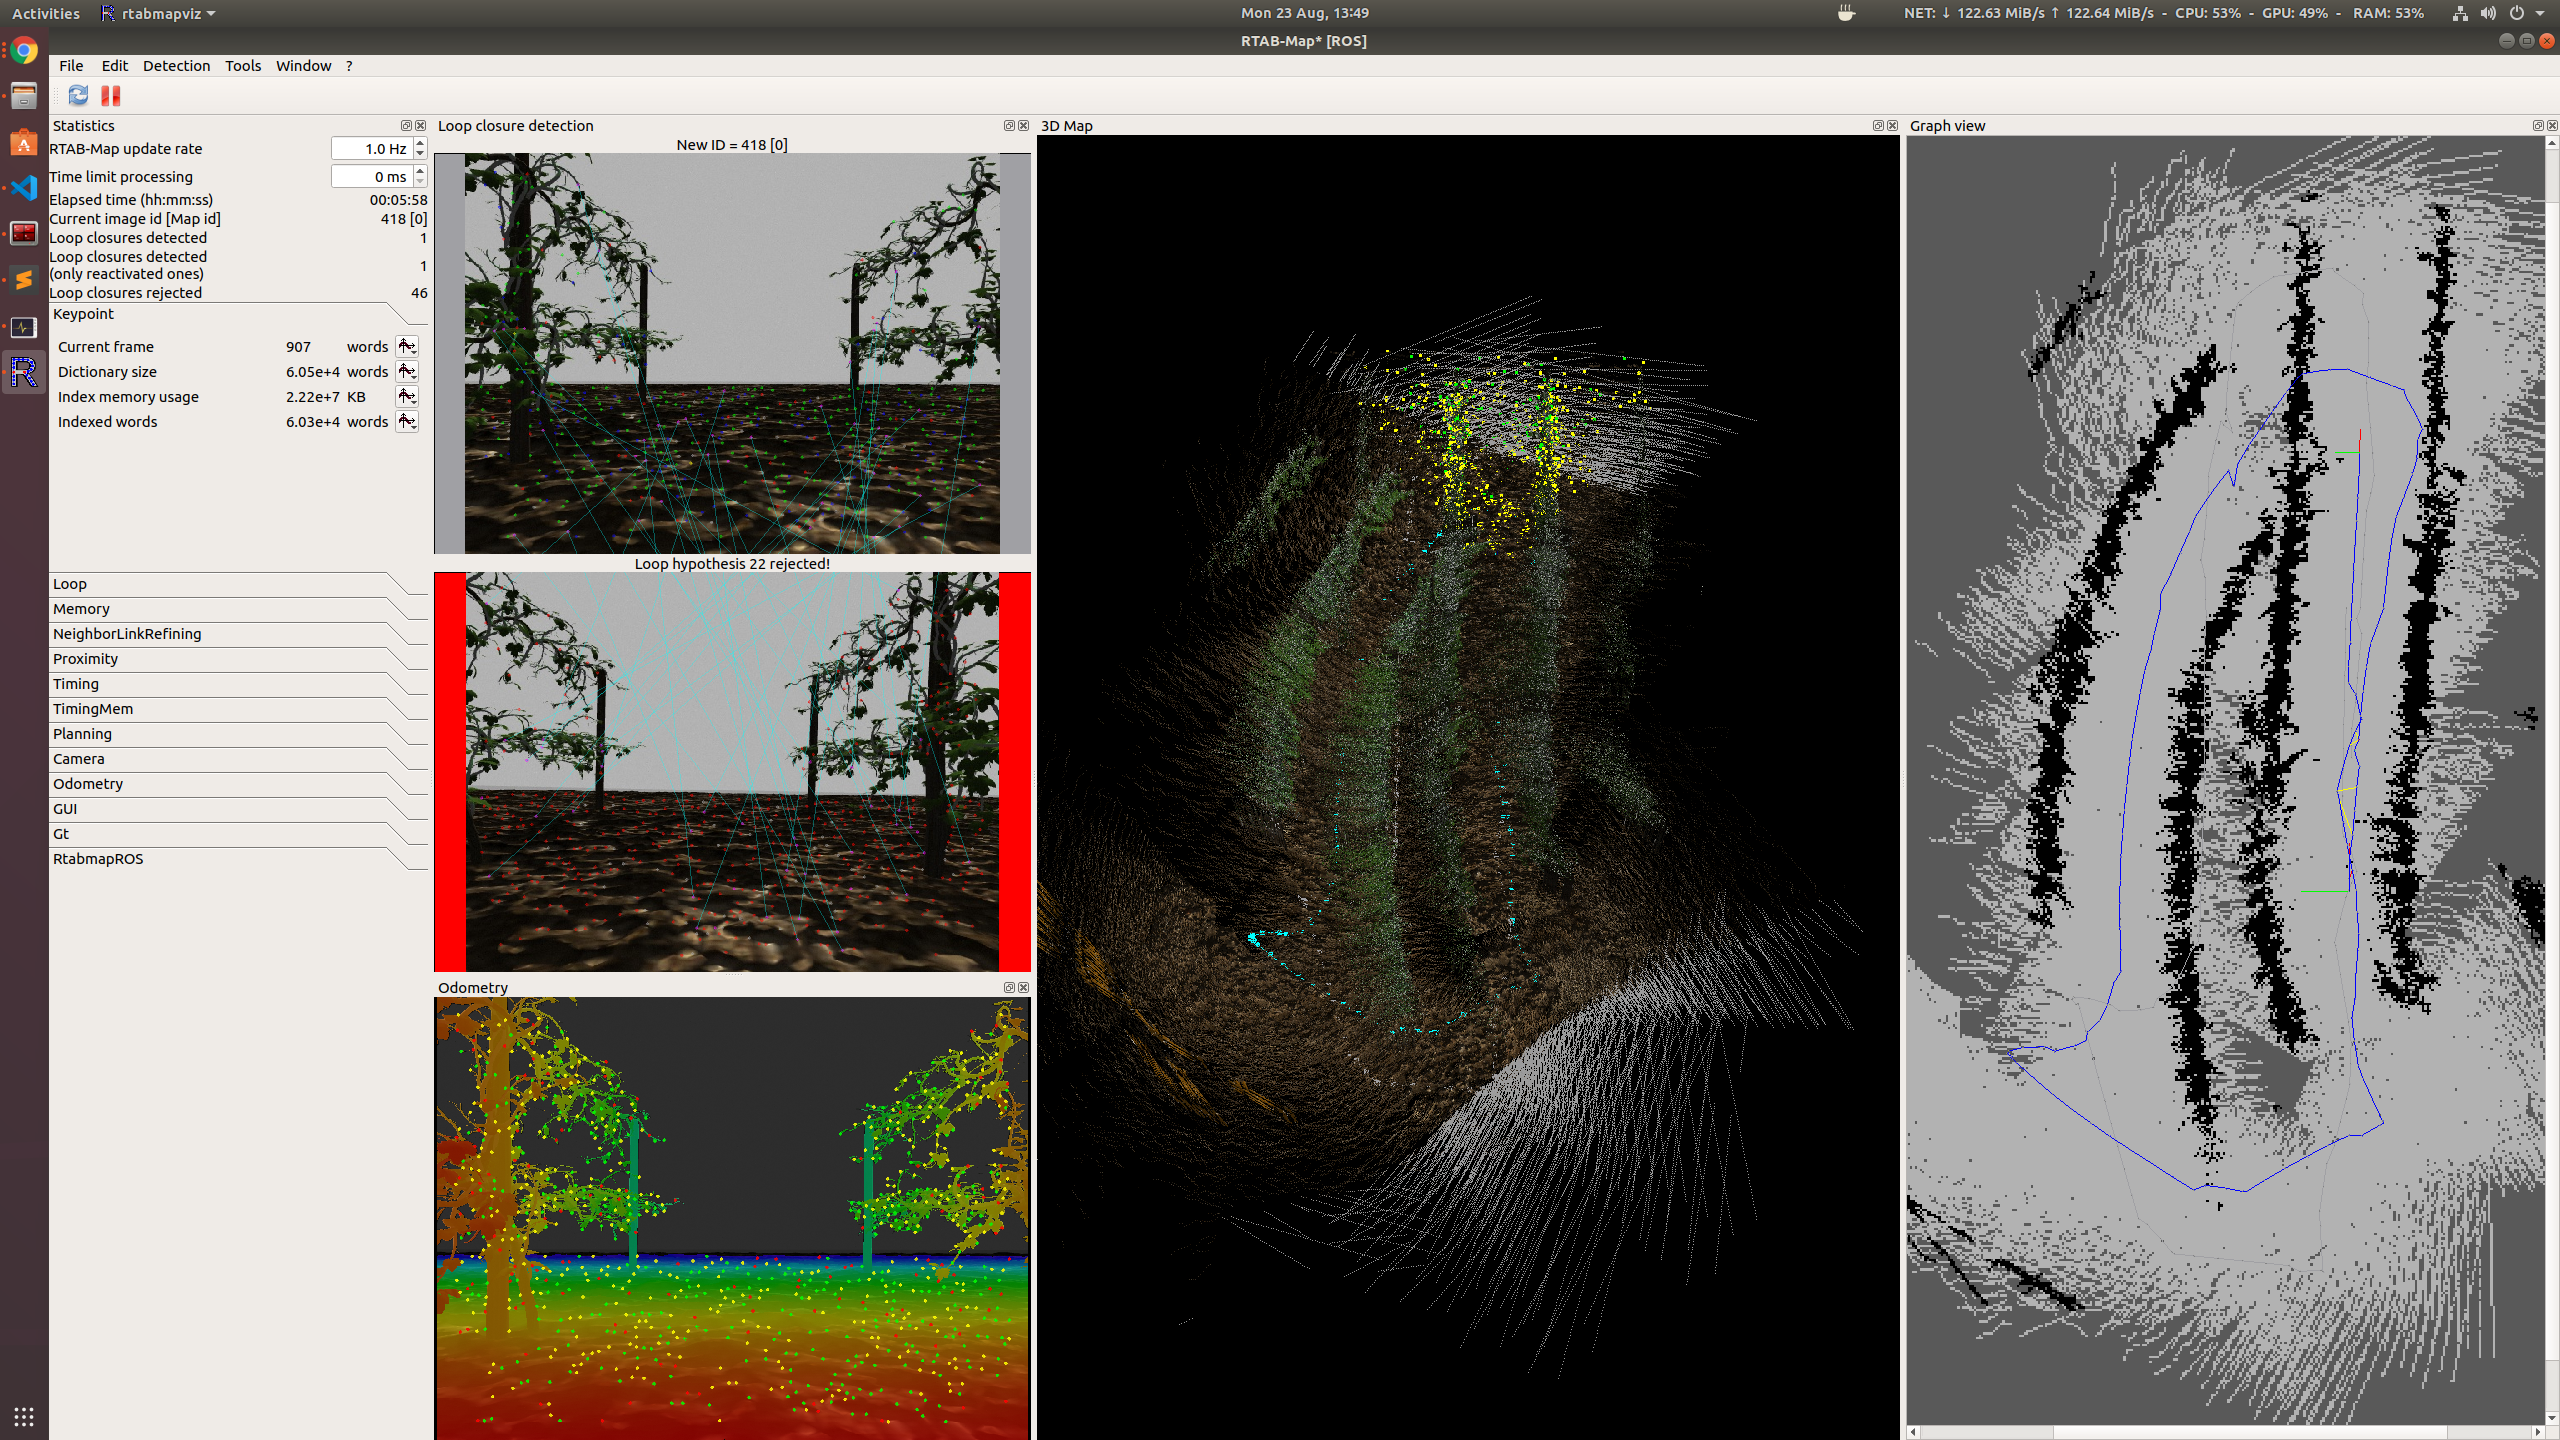 Activities rtabmapviz Mon 23 Aug, 13:49 NET: ↓ 122.63 MiB/s ↑ 122.64 MiB/s - CPU: 53% - GPU: 49% - RAM: 53%
RTAB-Map* [ROS]
File Edit Detection Tools Window ?
Statistics
RTAB-Map update rate 1.0 Hz
Time limit processing 0 ms
Elapsed time (hh:mm:ss) 00:05:58
Current image id [Map id] 418 [0]
Loop closures detected 1
Loop closures detected
(only reactivated ones) 1
Loop closures rejected 46
Keypoint
Current frame 907 words
Dictionary size 6.05e+4 words
Index memory usage 2.22e+7 KB
Indexed words 6.03e+4 words
Loop
Memory
NeighborLinkRefining
Proximity
Timing
TimingMem
Planning
Camera
Odometry
GUI
Gt
RtabmapROS
Loop closure detection
New ID = 418 [0]
Loop hypothesis 22 rejected!
Odometry
3D Map
Graph view